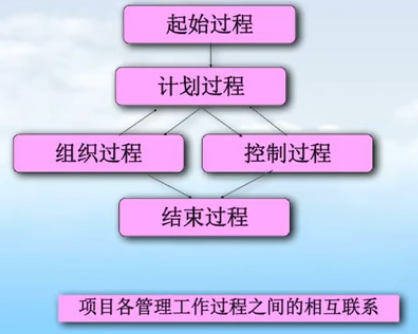 起始过程
计划过程
组织过程
控制过程
结束过程
项目各管理工作过程之间的相互联系